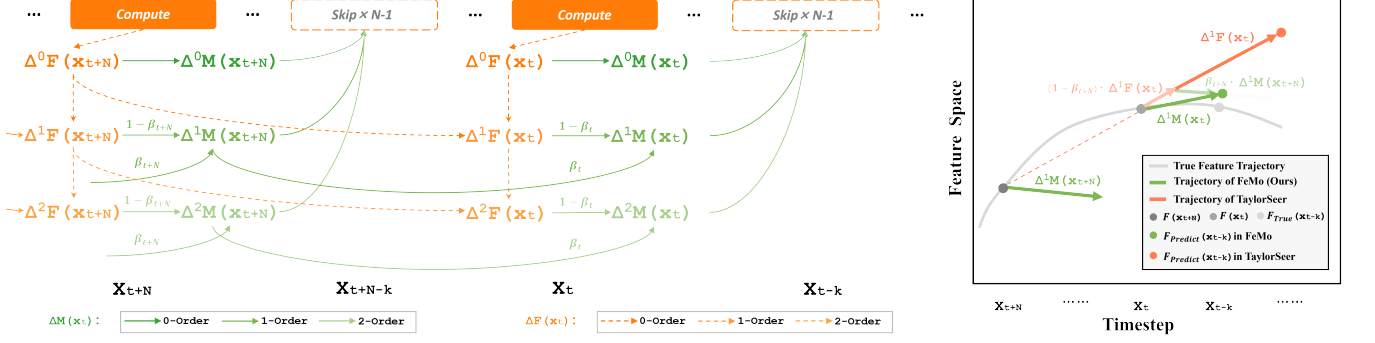 ... Compute ... Skip × N-1 ... Compute ... Skip × N-1 ...
Δ⁰F(xt+N) Δ⁰M(xt+N) Δ⁰F(xt) Δ⁰M(xt)
1-βt+N 1-βt
Δ¹F(xt+N) Δ¹M(xt+N) Δ¹F(xt) Δ¹M(xt)
βt+N βt
1-βt+N 1-βt
Δ²F(xt+N) Δ²M(xt+N) Δ²F(xt) Δ²M(xt)
βt+N βt
Xt+N Xt+N-k Xt Xt-k
ΔM(xt): 0-Order 1-Order 2-Order ΔF(xt): 0-Order 1-Order 2-Order
Feature Space
Δ¹F(xt)
(1-βt+N)· Δ¹F(xt) βt+N· Δ¹M(xt+N)
Δ¹M(xt)
Δ¹M(xt+N)
True Feature Trajectory
Trajectory of FeMo (Ours)
Trajectory of TaylorSeer
F(xt+N) F(xt) FTrue(xt-k)
FPredict(xt-k) in FeMo
FPredict(xt-k) in TaylorSeer
Xt+N ...... Xt Xt-k ......
Timestep